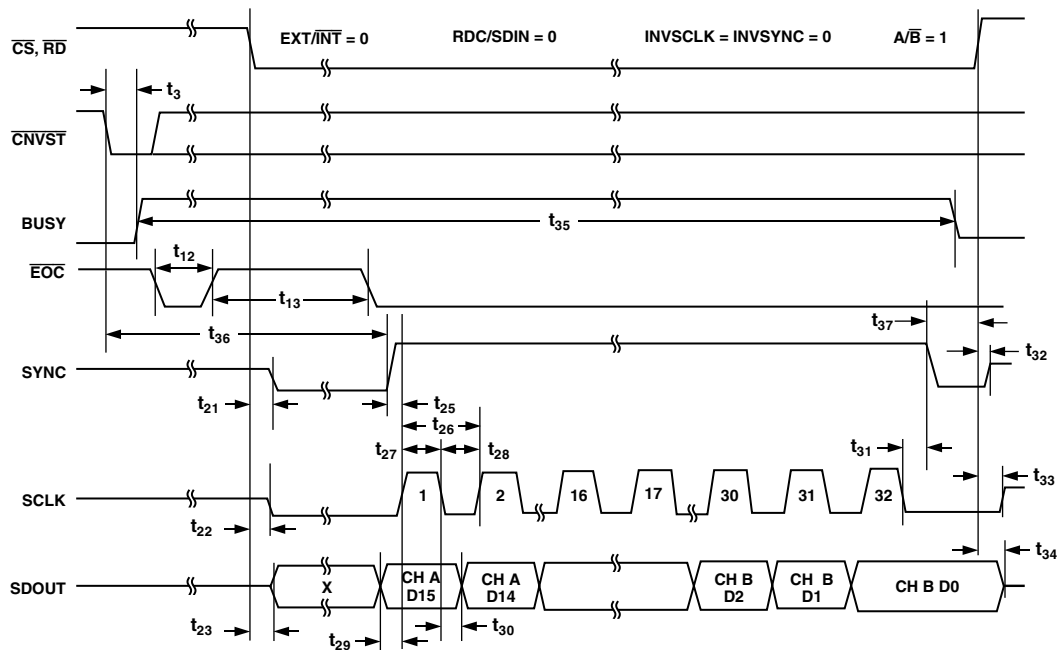 EXT/INT = 0 RDC/SDIN = 0 INVSCLK = INVSYNC = 0 A/B = 1
CS, RD
t3
CNVST
BUSY
t35
t12
EOC
t13
t37
t36
t32
SYNC
t21
t25
t26
t27
t28
t31
t33
SCLK
1 2 16 17 30 31 32
t22
t34
SDOUT
X
CH A D15
CH A D14
CH B D2
CH B D1
CH B D0
t23
t29
t30